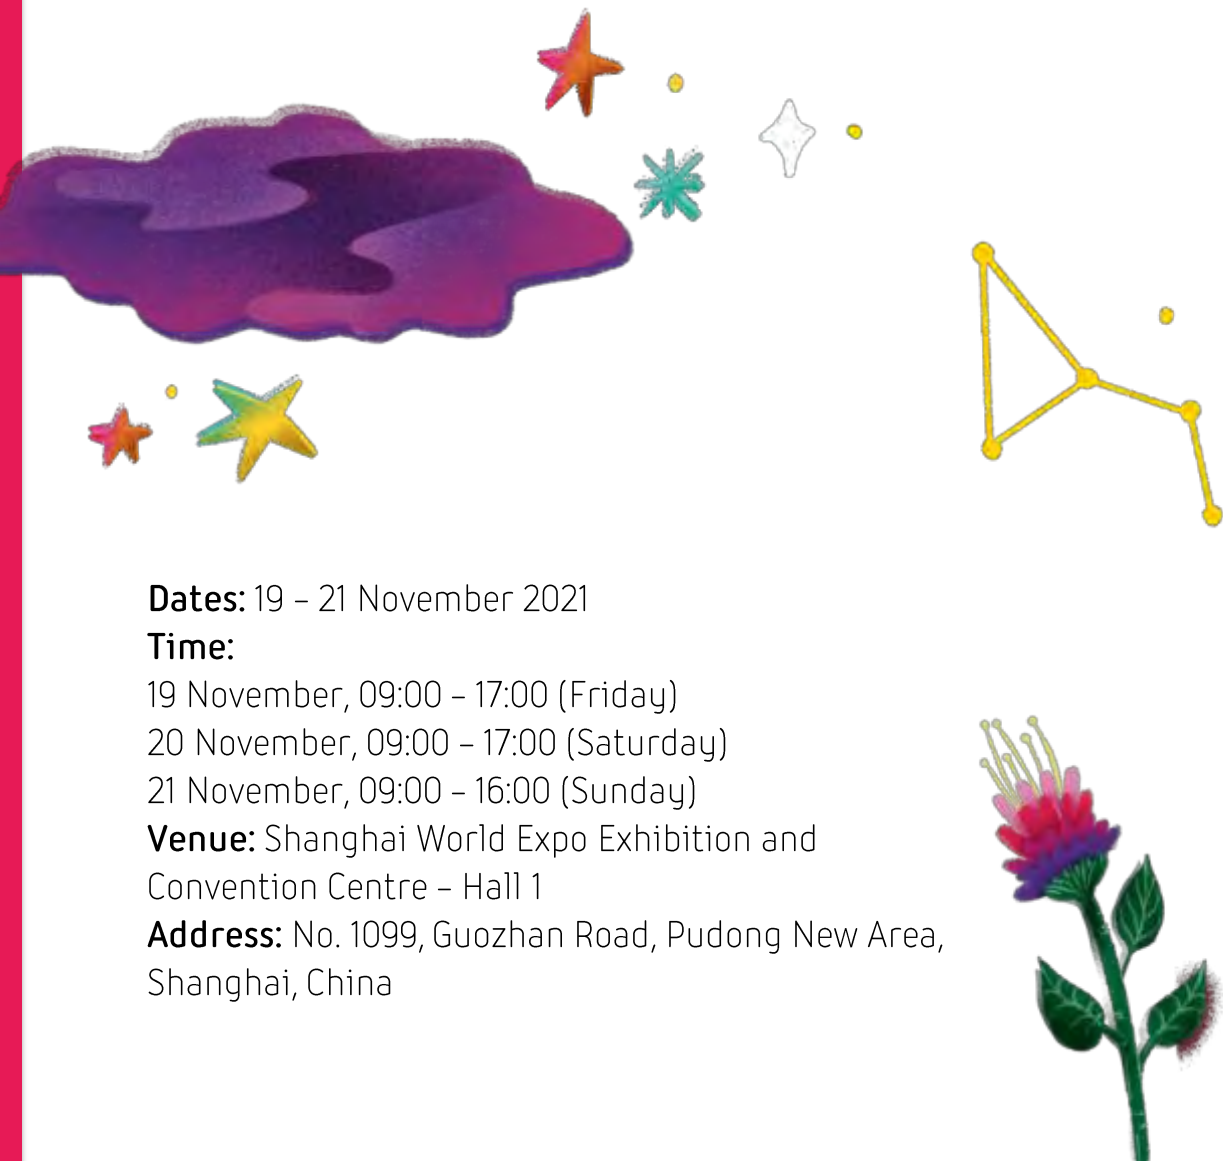 Dates: 19 – 21 November 2021
Time:
19 November, 09:00 – 17:00 (Friday)
20 November, 09:00 – 17:00 (Saturday)
21 November, 09:00 – 16:00 (Sunday)
Venue: Shanghai World Expo Exhibition and
Convention Centre – Hall 1
Address: No. 1099, Guozhan Road, Pudong New Area,
Shanghai, China